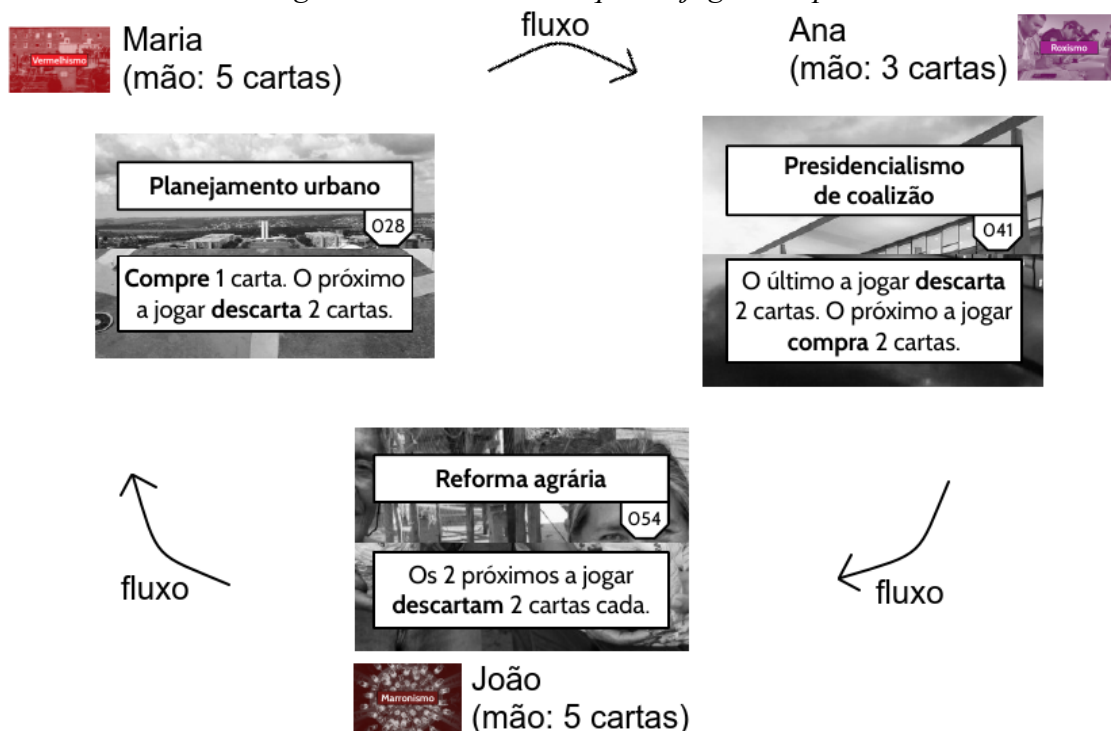 fluxo
Maria
(mão: 5 cartas)
Vermelhismo
Ana
(mão: 3 cartas)
Roxismo
Planejamento urbano
028
Compre 1 carta. O próximo
a jogar descarta 2 cartas.
Presidencialismo
de coalizão
041
O último a jogar descarta
2 cartas. O próximo a jogar
compra 2 cartas.
Reforma agrária
054
Os 2 próximos a jogar
descartam 2 cartas cada.
fluxo
fluxo
Marronismo
João
(mão: 5 cartas)